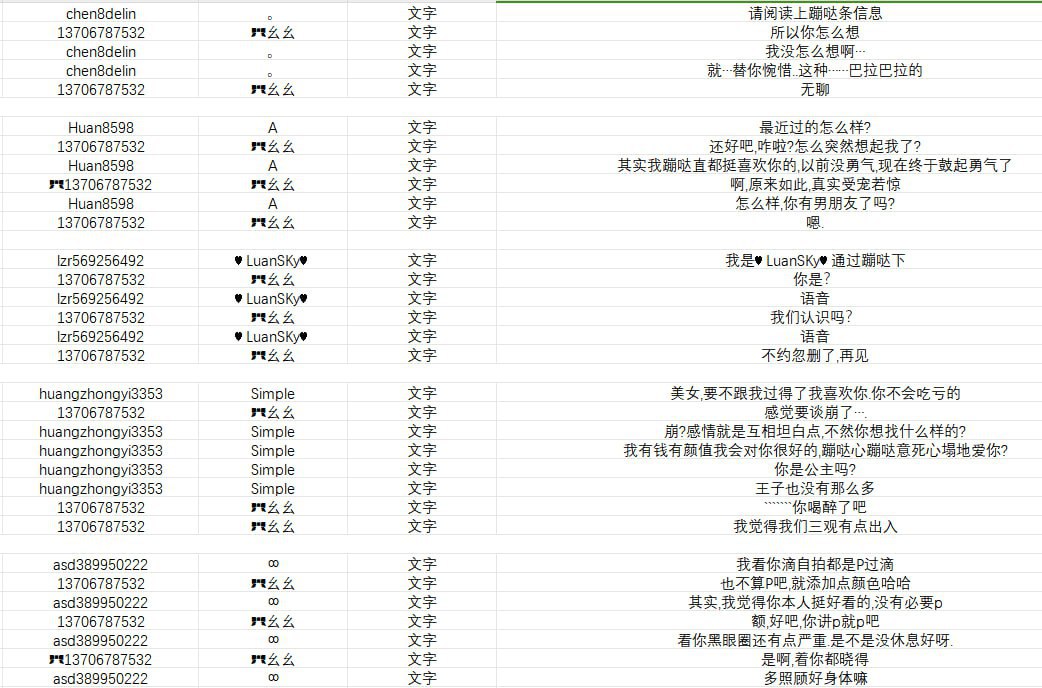 chen8delin 。 文字 请阅读上蹦哒条信息
13706787532 幺幺 文字 所以你怎么想
chen8delin 。 文字 我没怎么想啊···
chen8delin 。 文字 就···替你惋惜..这种······巴拉巴拉的
13706787532 幺幺 文字 无聊
Huan8598 A 文字 最近过的怎么样?
13706787532 幺幺 文字 还好吧,咋啦?怎么突然想起我了?
Huan8598 A 文字 其实我蹦哒直都挺喜欢你的,以前没勇气,现在终于鼓起勇气了
13706787532 幺幺 文字 啊,原来如此,真实受宠若惊
Huan8598 A 文字 怎么样,你有男朋友了吗?
13706787532 幺幺 文字 嗯.
lzr569256492 ♥ LuanSKy♥ 文字 我是♥ LuanSKy♥ 通过蹦哒下
13706787532 幺幺 文字 你是?
lzr569256492 ♥ LuanSKy♥ 文字 语音
13706787532 幺幺 文字 我们认识吗?
lzr569256492 ♥ LuanSKy♥ 文字 语音
13706787532 幺幺 文字 不约忽删了,再见
huangzhongyi3353 Simple 文字 美女,要不跟我过得了我喜欢你.你不会吃亏的
13706787532 幺幺 文字 感觉要谈崩了···.
huangzhongyi3353 Simple 文字 崩?感情就是互相坦白点,不然你想找什么样的?
huangzhongyi3353 Simple 文字 我有钱有颜值我会对你很好的,蹦哒心蹦哒意死心塌地爱你?
huangzhongyi3353 Simple 文字 你是公主吗?
huangzhongyi3353 Simple 文字 王子也没有那么多
13706787532 幺幺 文字 ```````你喝醉了吧
13706787532 幺幺 文字 我觉得我们三观有点出入
asd389950222 ∞ 文字 我看你滴自拍都是P过滴
13706787532 幺幺 文字 也不算P吧,就添加点颜色哈哈
asd389950222 ∞ 文字 其实,我觉得你本人挺好看的,没有必要p
13706787532 幺幺 文字 额,好吧,你讲p就p吧
asd389950222 ∞ 文字 看你黑眼圈还有点严重.是不是没休息好呀.
13706787532 幺幺 文字 是啊,着你都晓得
asd389950222 ∞ 文字 多照顾好身体嘛